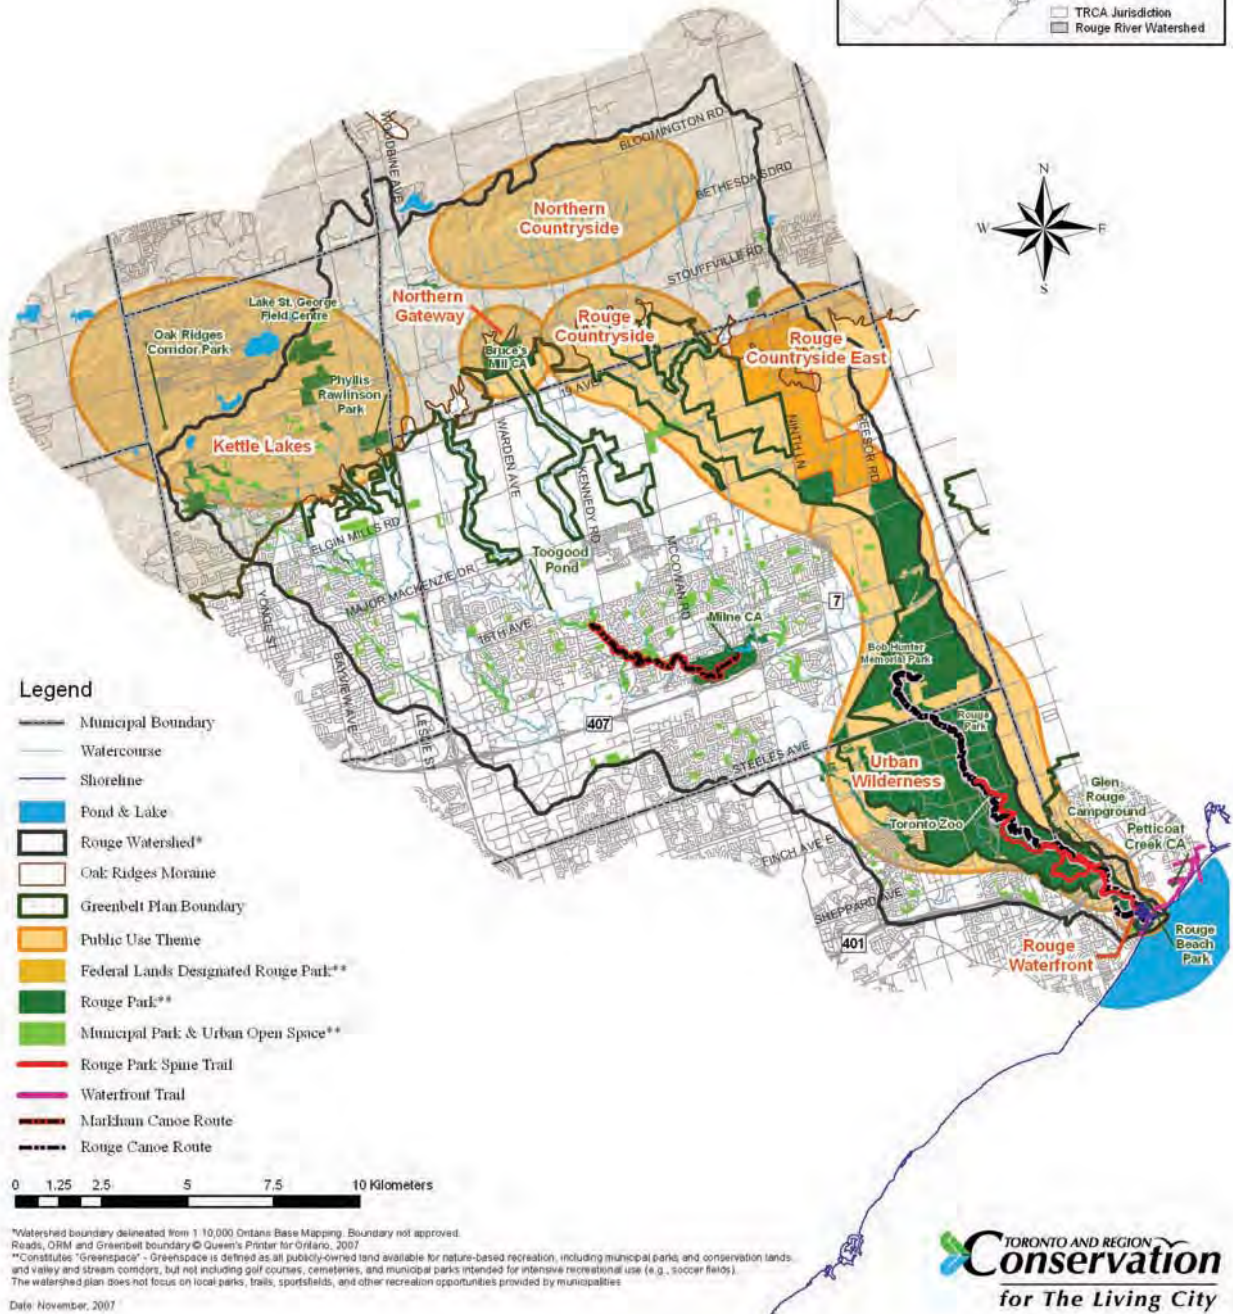 TRCA Jurisdiction
Rouge River Watershed
WOODBINE AVE
BLOOMINGTON RD
BETHESDA SDRD
Northern
Countryside
STOUFFVILLE RD
N
W
E
S
Lake St. George
Field Centre
Northern
Gateway
Rouge
Countryside
Oak Ridges
Corridor Park
Bruce's
Mill CA
Rouge
Countryside East
Phyllis
Rawlinson
Park
19 AVE
Kettle Lakes
WARDEN AVE
KENNEDY RD
NINTH LN
REESOR RD
ELGIN MILLS RD
Toogood
Pond
MCCOWAN RD
MAJOR MACKENZIE DR
YONGE ST
16TH AVE
7
Milne CA
Bob Hunter
Memorial Park
BAYVIEW AVE
LESLIE ST
407
Rouge
Park
STEELES AVE
Urban
Wilderness
Glen
Rouge
Campground
Toronto Zoo
Petticoat
Creek CA
FINCH AVE E
SHEPPARD AVE
401
Rouge
Waterfront
Rouge
Beach
Park
Legend
Municipal Boundary
Watercourse
Shoreline
Pond & Lake
Rouge Watershed*
Oak Ridges Moraine
Greenbelt Plan Boundary
Public Use Theme
Federal Lands Designated Rouge Park**
Rouge Park**
Municipal Park & Urban Open Space**
Rouge Park Spine Trail
Waterfront Trail
Markham Canoe Route
Rouge Canoe Route
0 1.25 2.5 5 7.5 10 Kilometers
*Watershed boundary delineated from 1:10,000 Ontario Base Mapping. Boundary not approved.
Roads, ORM and Greenbelt boundary © Queen's Printer for Ontario, 2007
**Constitutes "Greenspace" - Greenspace is defined as all publicly-owned land available for nature-based recreation, including municipal parks and conservation lands
and valley and stream corridors, but not including golf courses, cemeteries, and municipal parks intended for intensive recreational use (e.g., soccer fields).
The watershed plan does not focus on local parks, trails, sportsfields, and other recreation opportunities provided by municipalities
Date: November, 2007
TORONTO AND REGION
Conservation
for The Living City